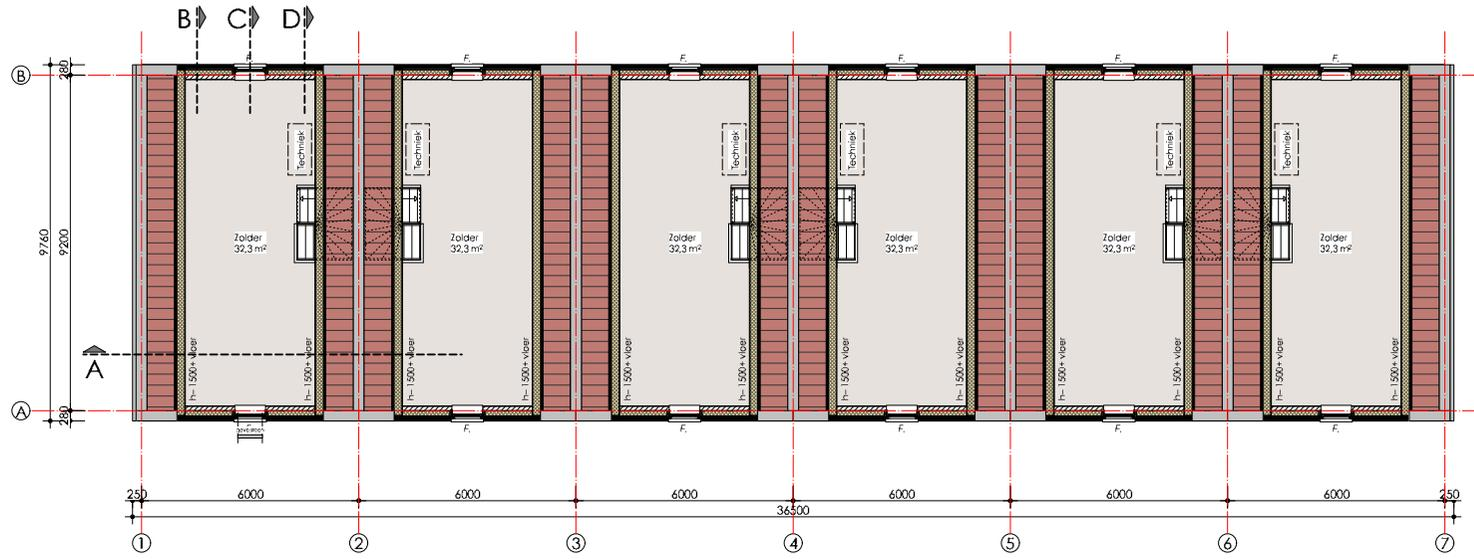 B C D
F. F. F. F. F. F.
B
280
Techniek Techniek Techniek Techniek Techniek Techniek
9760
9200
Zolder Zolder Zolder Zolder Zolder Zolder
32,3 m² 32,3 m² 32,3 m² 32,3 m² 32,3 m² 32,3 m²
h= 1500+ vloer h= 1500+ vloer h= 1500+ vloer h= 1500+ vloer h= 1500+ vloer h= 1500+ vloer h= 1500+ vloer h= 1500+ vloer h= 1500+ vloer h= 1500+ vloer h= 1500+ vloer h= 1500+ vloer
A
A
280
F. F. F. F. F.
250 6000 6000 6000 6000 6000 6000 250
36500
1 2 3 4 5 6 7